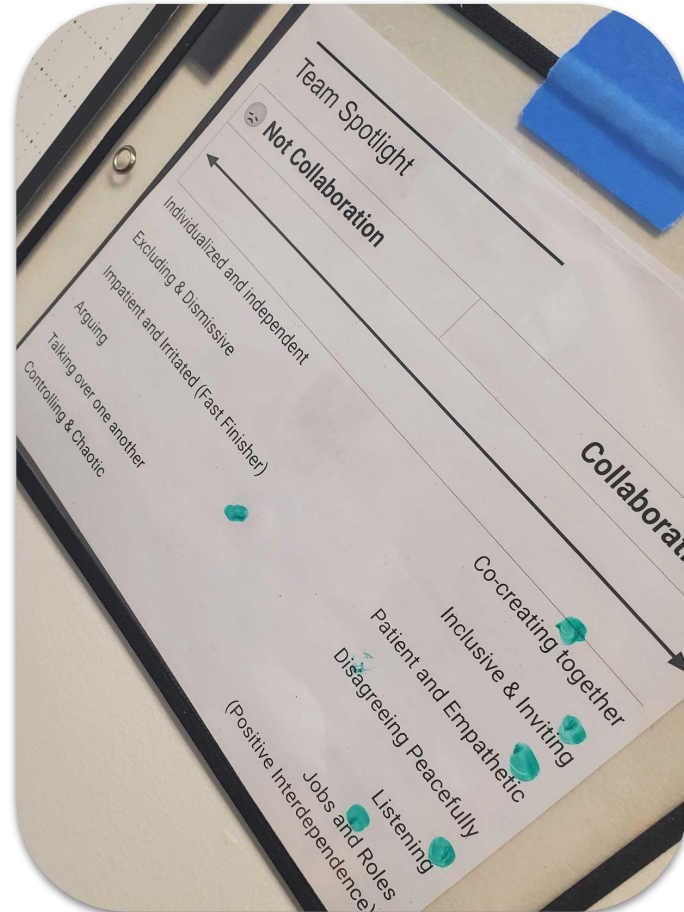 Team Spotlight
Not Collaboration
Collaborati
Individualized and independent
Excluding & Dismissive
Impatient and Irritated (Fast Finisher)
Arguing
Talking over one another
Controlling & Chaotic
Co-creating together
Inclusive & Inviting
Patient and Empathetic
Disagreeing Peacefully
Listening
Jobs and Roles
(Positive Interdependence)